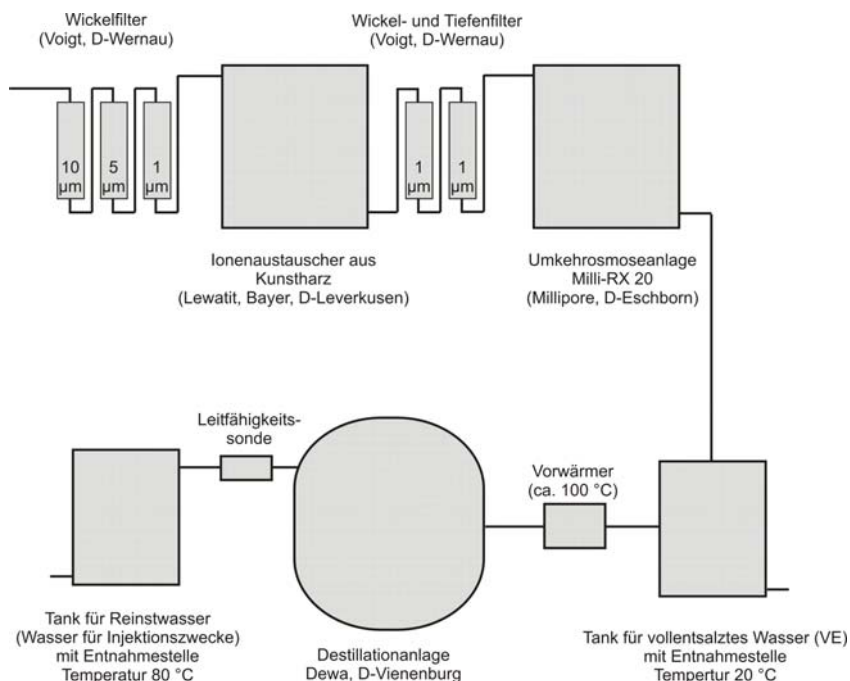 Wickelfilter
(Voigt, D-Wernau)
Wickel- und Tiefenfilter
(Voigt, D-Wernau)
10
µm
5
µm
1
µm
1
µm
1
µm
Ionenaustauscher aus
Kunstharz
(Lewatit, Bayer, D-Leverkusen)
Umkehrosmoseanlage
Milli-RX 20
(Millipore, D-Eschborn)
Leitfähigkeits-
sonde
Vorwärmer
(ca. 100 °C)
Tank für Reinstwasser
(Wasser für Injektionszwecke)
mit Entnahmestelle
Temperatur 80 °C
Destillationanlage
Dewa, D-Vienenburg
Tank für vollentsalztes Wasser (VE)
mit Entnahmestelle
Tempertur 20 °C